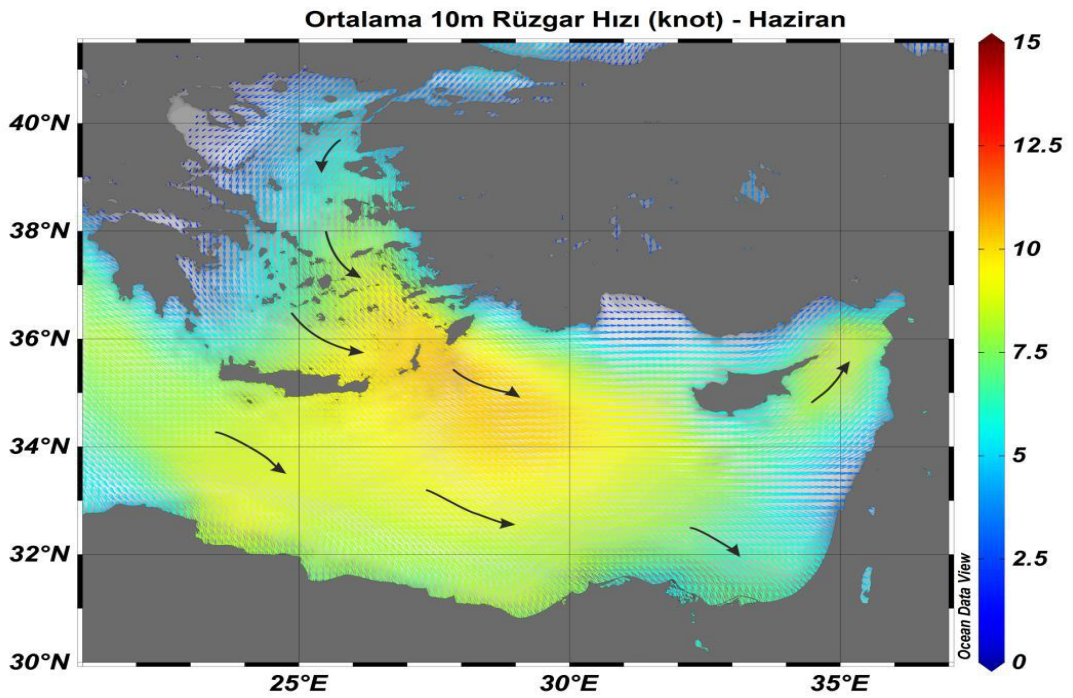 Ortalama 10m Rüzgar Hızı (knot) - Haziran
15
12.5
10
7.5
5
2.5
0
40°N
38°N
36°N
34°N
32°N
30°N
25°E
30°E
35°E
Ocean Data View